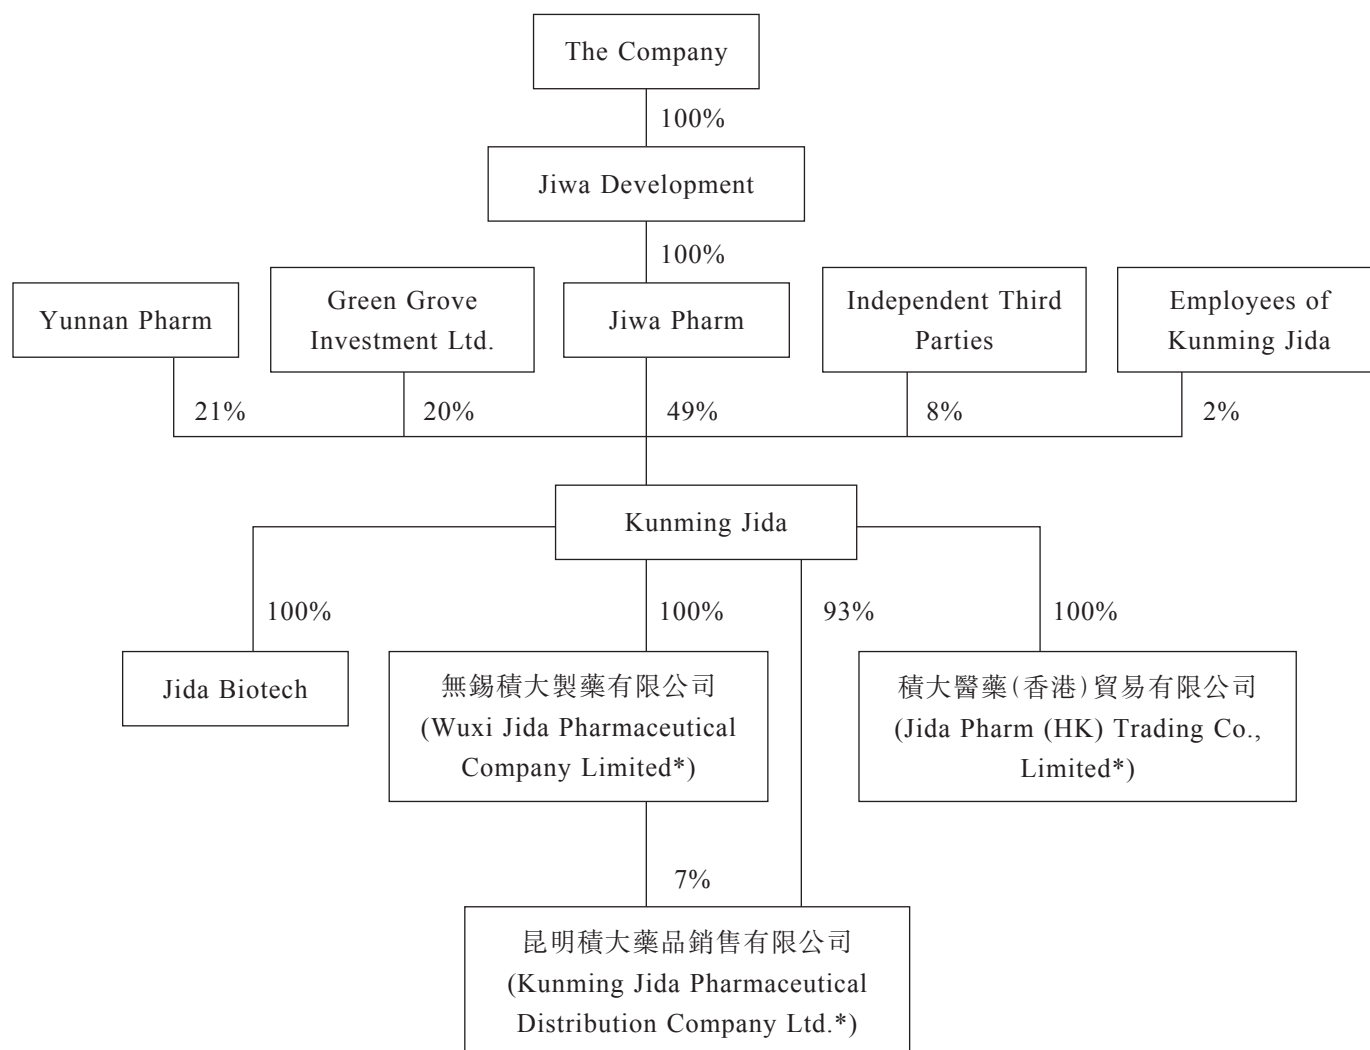 The Company
100%
Jiwa Development
100%
Yunnan Pharm
Green Grove
Investment Ltd.
Jiwa Pharm
Independent Third
Parties
Employees of
Kunming Jida
21%
20%
49%
8%
2%
Kunming Jida
100%
100%
93%
100%
Jida Biotech
無錫積大製藥有限公司
(Wuxi Jida Pharmaceutical
Company Limited*)
積大醫藥(香港)貿易有限公司
(Jida Pharm (HK) Trading Co.,
Limited*)
7%
昆明積大藥品銷售有限公司
(Kunming Jida Pharmaceutical
Distribution Company Ltd.*)